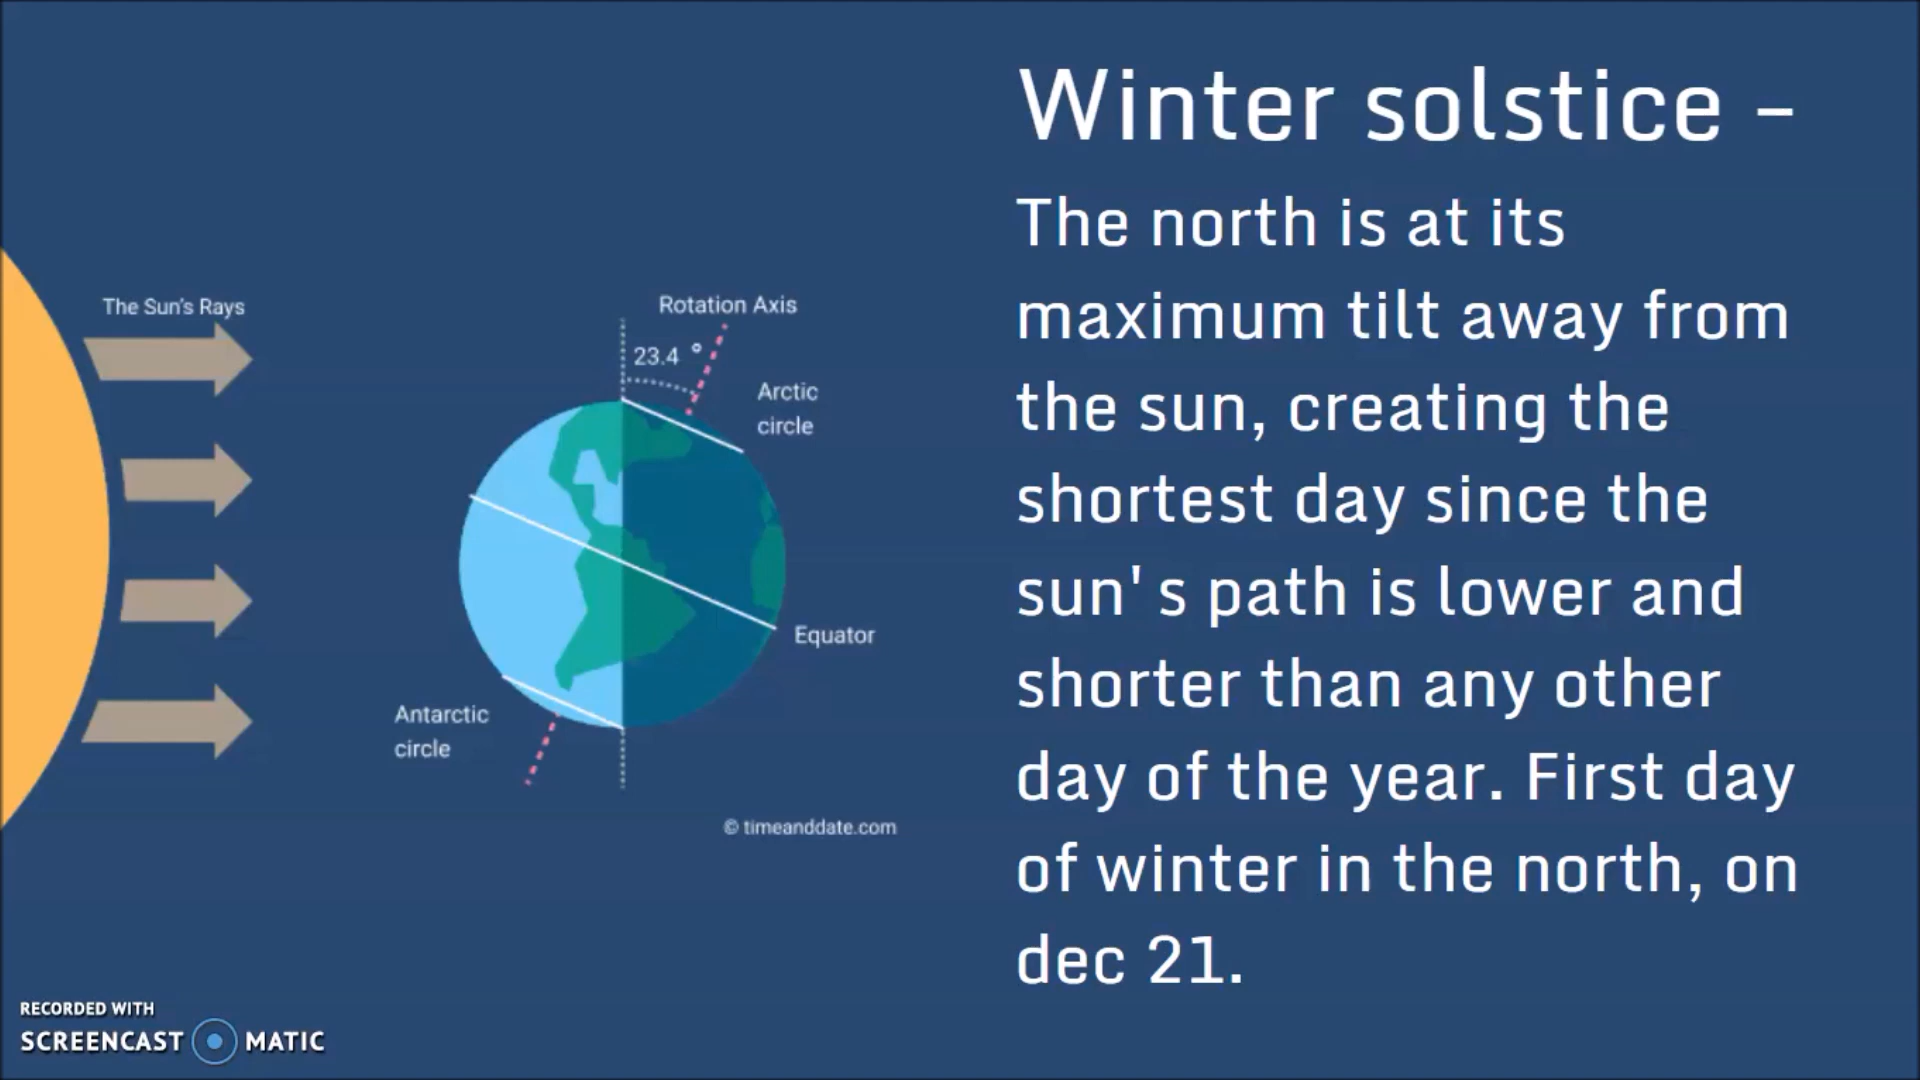 Winter solstice –
The north is at its
maximum tilt away from
the sun, creating the
shortest day since the
sun's path is lower and
shorter than any other
day of the year. First day
of winter in the north, on
dec 21.
The Sun's Rays
Rotation Axis
23.4 °
Arctic
circle
Equator
Antarctic
circle
© timeanddate.com
RECORDED WITH
SCREENCAST MATIC